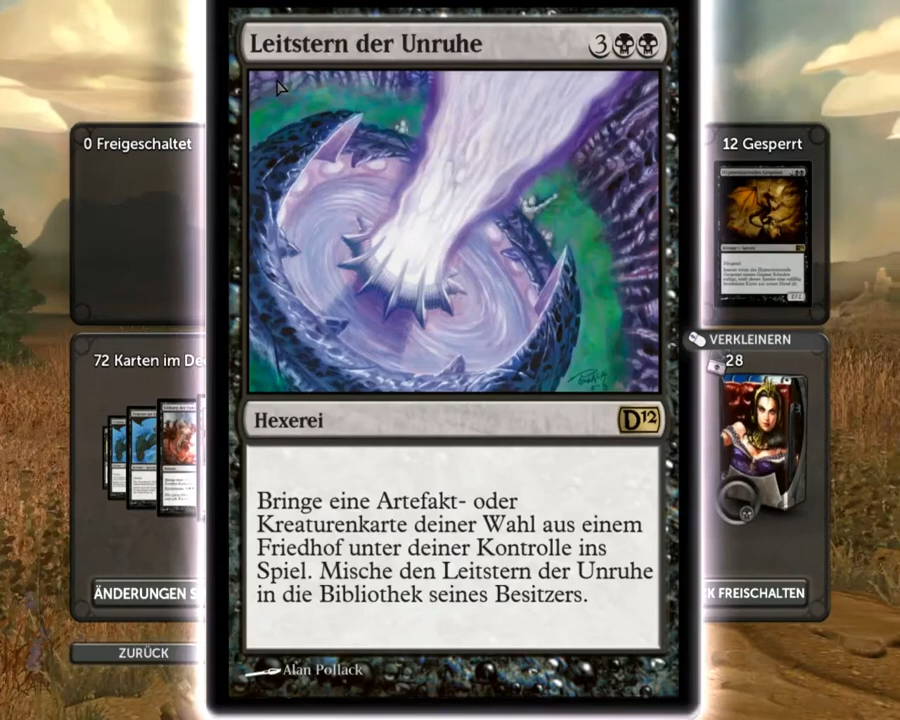 Leitstern der Unruhe 3
0 Freigeschaltet
12 Gesperrt
72 Karten im De
VERKLEINERN
28
Hexerei
D12
Bringe eine Artefakt- oder
Kreaturenkarte deiner Wahl aus einem
Friedhof unter deiner Kontrolle ins
Spiel. Mische den Leitstern der Unruhe
in die Bibliothek seines Besitzers.
ÄNDERUNGEN S
K FREISCHALTEN
ZURÜCK
Alan Pollack